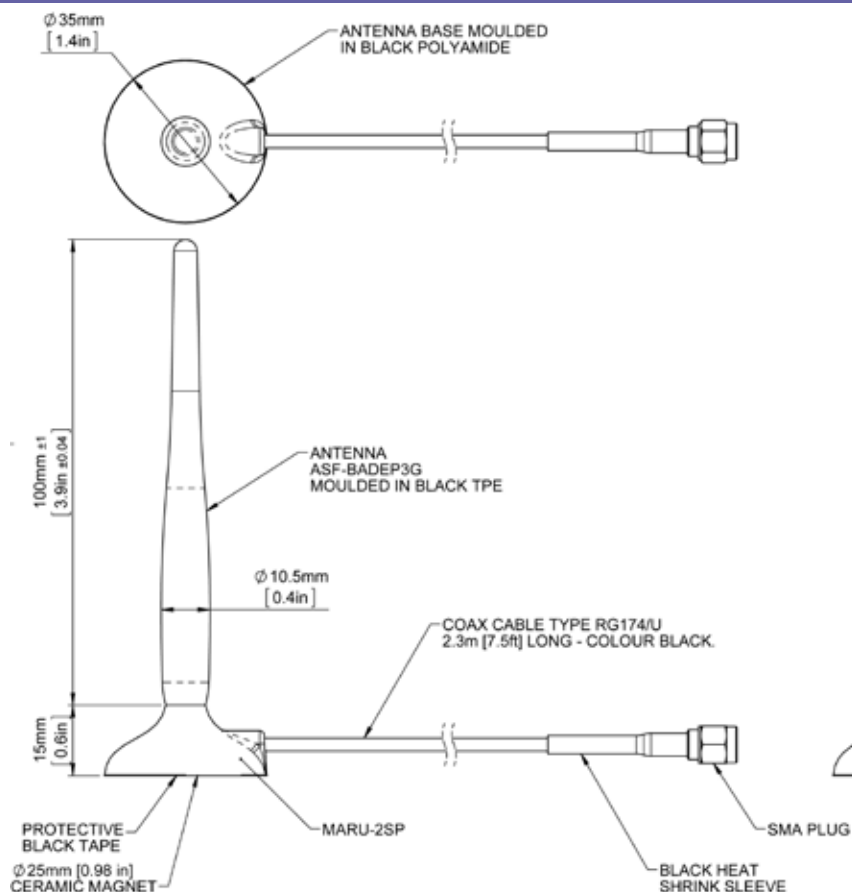 Ø35mm
[1.4in]
ANTENNA BASE MOULDED
IN BLACK POLYAMIDE
100mm ±1
[3.9in ±0.04]
ANTENNA
ASF-BADEP3G
MOULDED IN BLACK TPE
Ø10.5mm
[0.4in]
COAX CABLE TYPE RG174/U
2.3m [7.5ft] LONG - COLOUR BLACK.
15mm
[0.6in]
PROTECTIVE
BLACK TAPE
MARU-2SP
SMA PLUG
Ø25mm [0.98 in]
CERAMIC MAGNET
BLACK HEAT
SHRINK SLEEVE